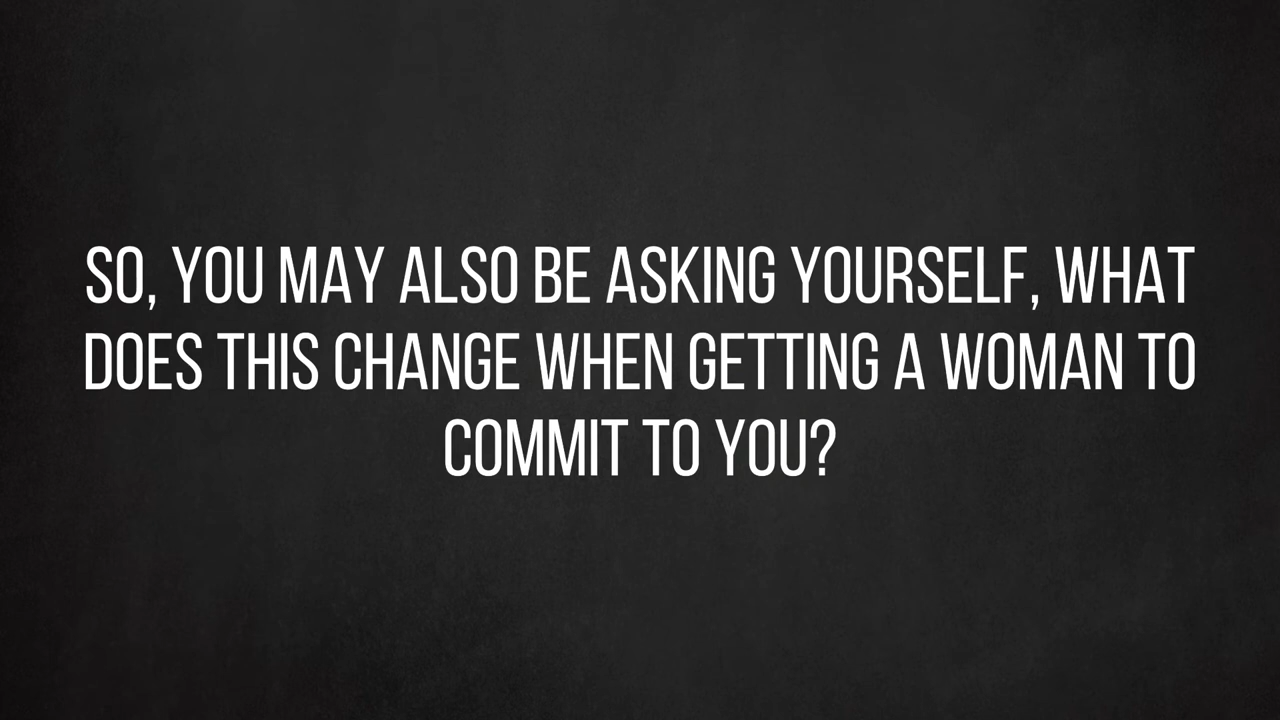 SO, YOU MAY ALSO BE ASKING YOURSELF, WHAT
DOES THIS CHANGE WHEN GETTING A WOMAN TO
COMMIT TO YOU?